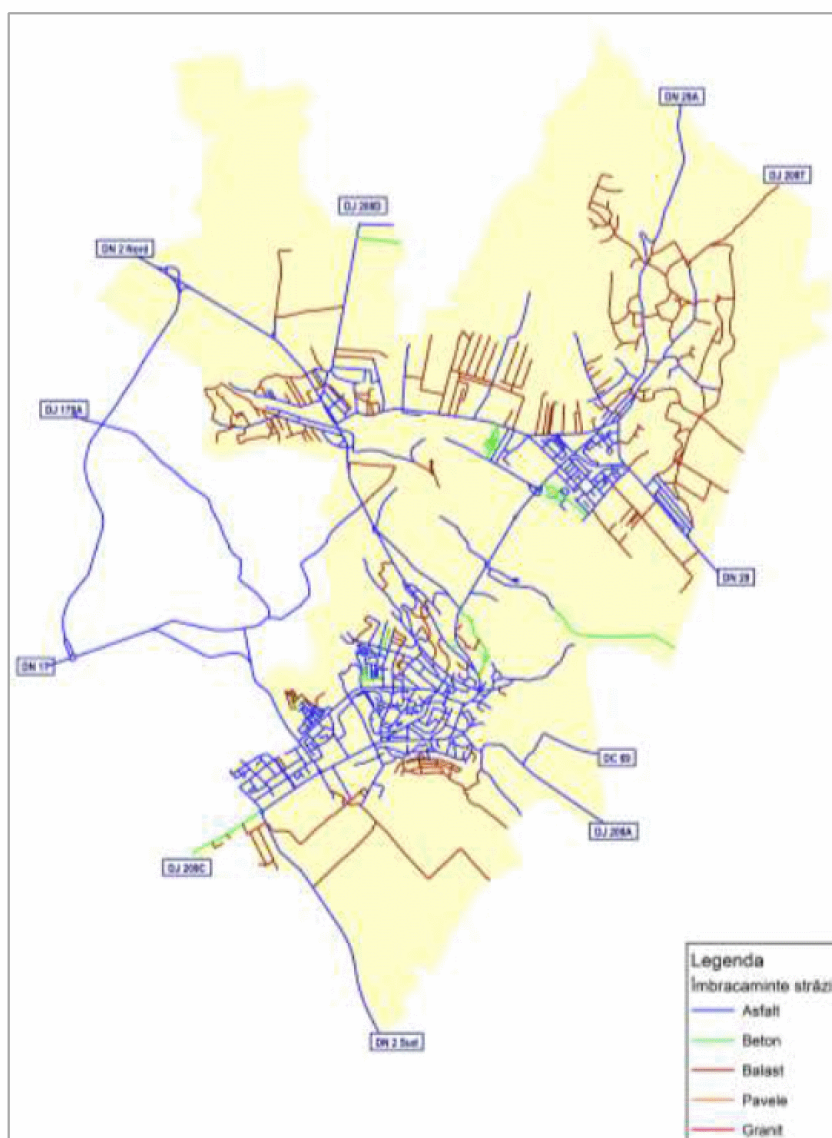 DN 29A
DJ 208T
DJ 208D
DN 2 Nord
DJ 178A
DN 29
DN 17
DC 69
DJ 208A
DJ 209C
DN 2 Sud
Legenda
Îmbracaminte străzi
Asfalt
Beton
Balast
Pavele
Granit